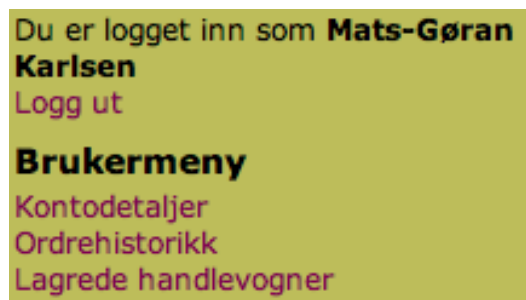 Du er logget inn som Mats-Gøran
Karlsen
Logg ut
Brukermeny
Kontodetaljer
Ordrehistorikk
Lagrede handlevogner